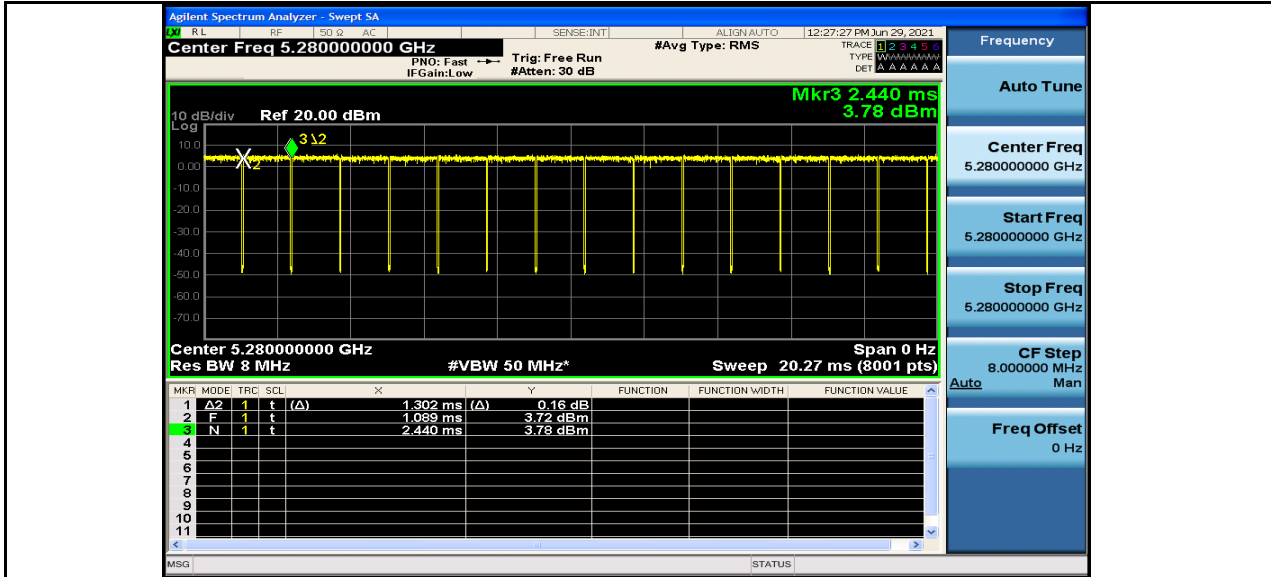 Agilent Spectrum Analyzer - Swept SA
LXI RL RF 50 Ω AC SENSE:INT ALIGN AUTO 12:27:27 PM Jun 29, 2021
Center Freq 5.280000000 GHz #Avg Type: RMS TRACE 1 2 3 4 5 6
PNO: Fast Trig: Free Run TYPE WWWWWW
IFGain:Low #Atten: 30 dB DET A A A A A A
Mkr3 2.440 ms
10 dB/div Ref 20.00 dBm 3.78 dBm
Log
10.0
0.00
-10.0
-20.0
-30.0
-40.0
-50.0
-60.0
-70.0
2
3Δ2
Center 5.280000000 GHz Span 0 Hz
Res BW 8 MHz #VBW 50 MHz* Sweep 20.27 ms (8001 pts)
MKR MODE TRC SCL X Y FUNCTION FUNCTION WIDTH FUNCTION VALUE
1 Δ2 1 t (Δ) 1.302 ms (Δ) 0.16 dB
2 F 1 t 1.089 ms 3.72 dBm
3 N 1 t 2.440 ms 3.78 dBm
4
5
6
7
8
9
10
11
MSG STATUS
Frequency
Auto Tune
Center Freq
5.280000000 GHz
Start Freq
5.280000000 GHz
Stop Freq
5.280000000 GHz
CF Step
8.000000 MHz
Auto Man
Freq Offset
0 Hz